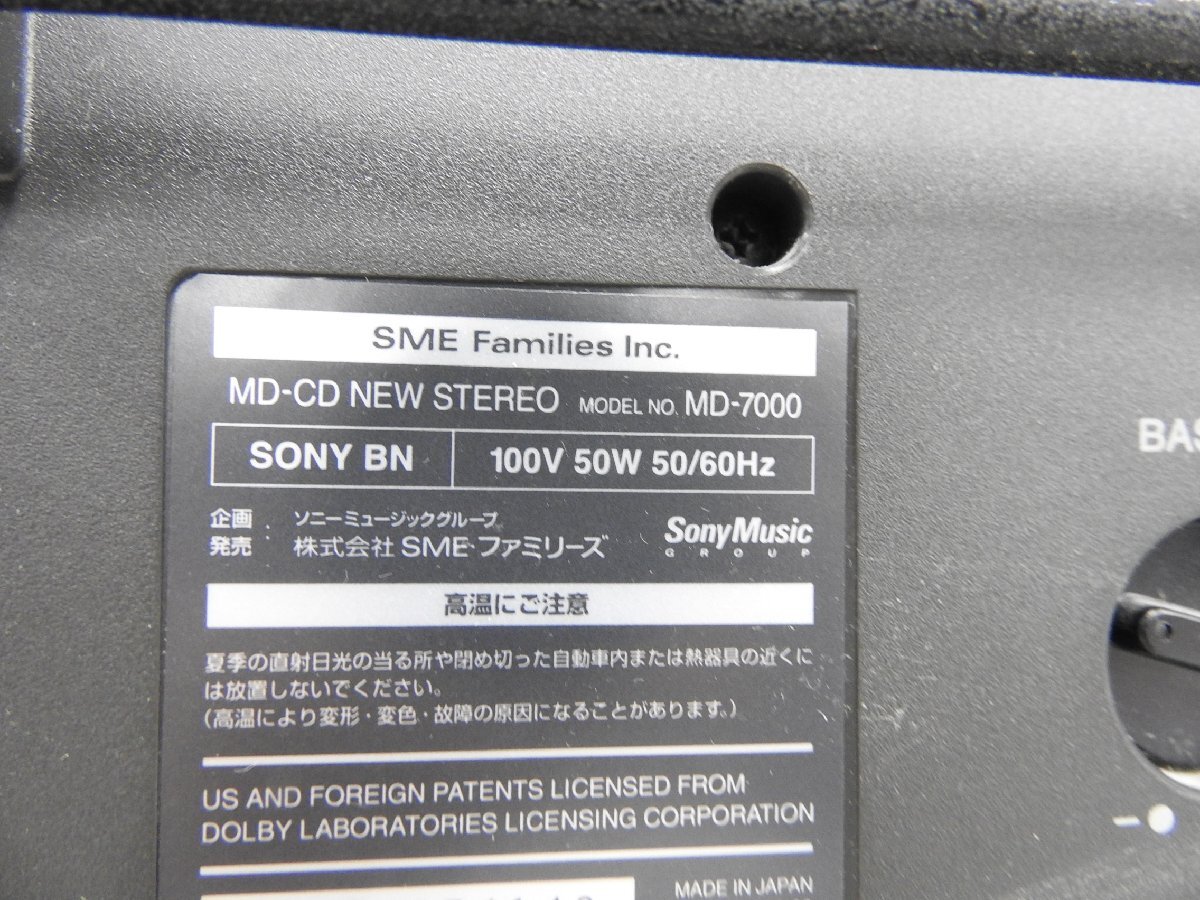 SME Families Inc.
MD-CD NEW STEREO MODEL NO. MD-7000
SONY BN 100V 50W 50/60Hz
企画 : ソニーミュージックグループ
発売 株式会社 SME・ファミリーズ
SonyMusic
GROUP
高温にご注意
夏季の直射日光の当る所や閉め切った自動車内または熱器具の近くに
は放置しないでください。
(高温により変形・変色・故障の原因になることがあります。)
US AND FOREIGN PATENTS LICENSED FROM
DOLBY LABORATORIES LICENSING CORPORATION
MADE IN JAPAN
BAS